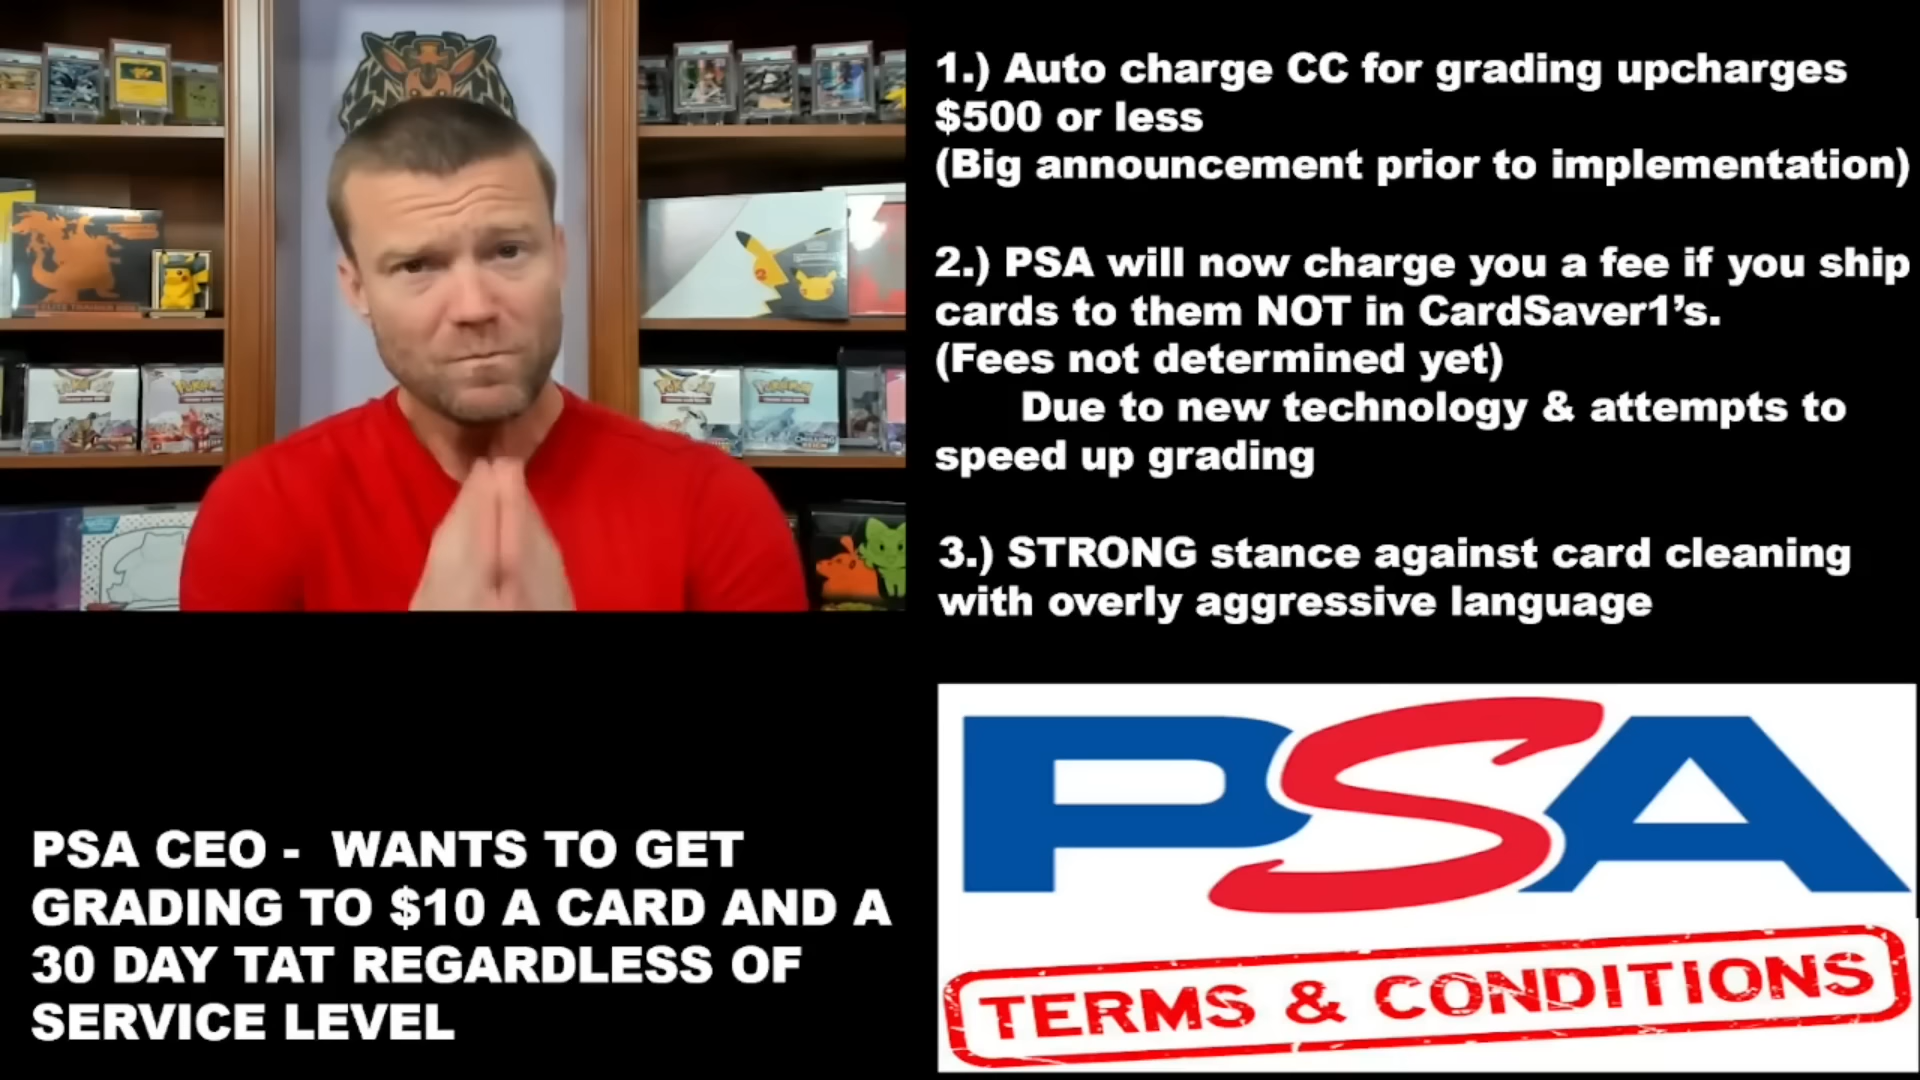 1.) Auto charge CC for grading upcharges
$500 or less
(Big announcement prior to implementation)
2.) PSA will now charge you a fee if you ship
cards to them NOT in CardSaver1’s.
(Fees not determined yet)
Due to new technology & attempts to
speed up grading
3.) STRONG stance against card cleaning
with overly aggressive language
PSA CEO - WANTS TO GET
GRADING TO $10 A CARD AND A
30 DAY TAT REGARDLESS OF
SERVICE LEVEL
PSA
TERMS & CONDITIONS